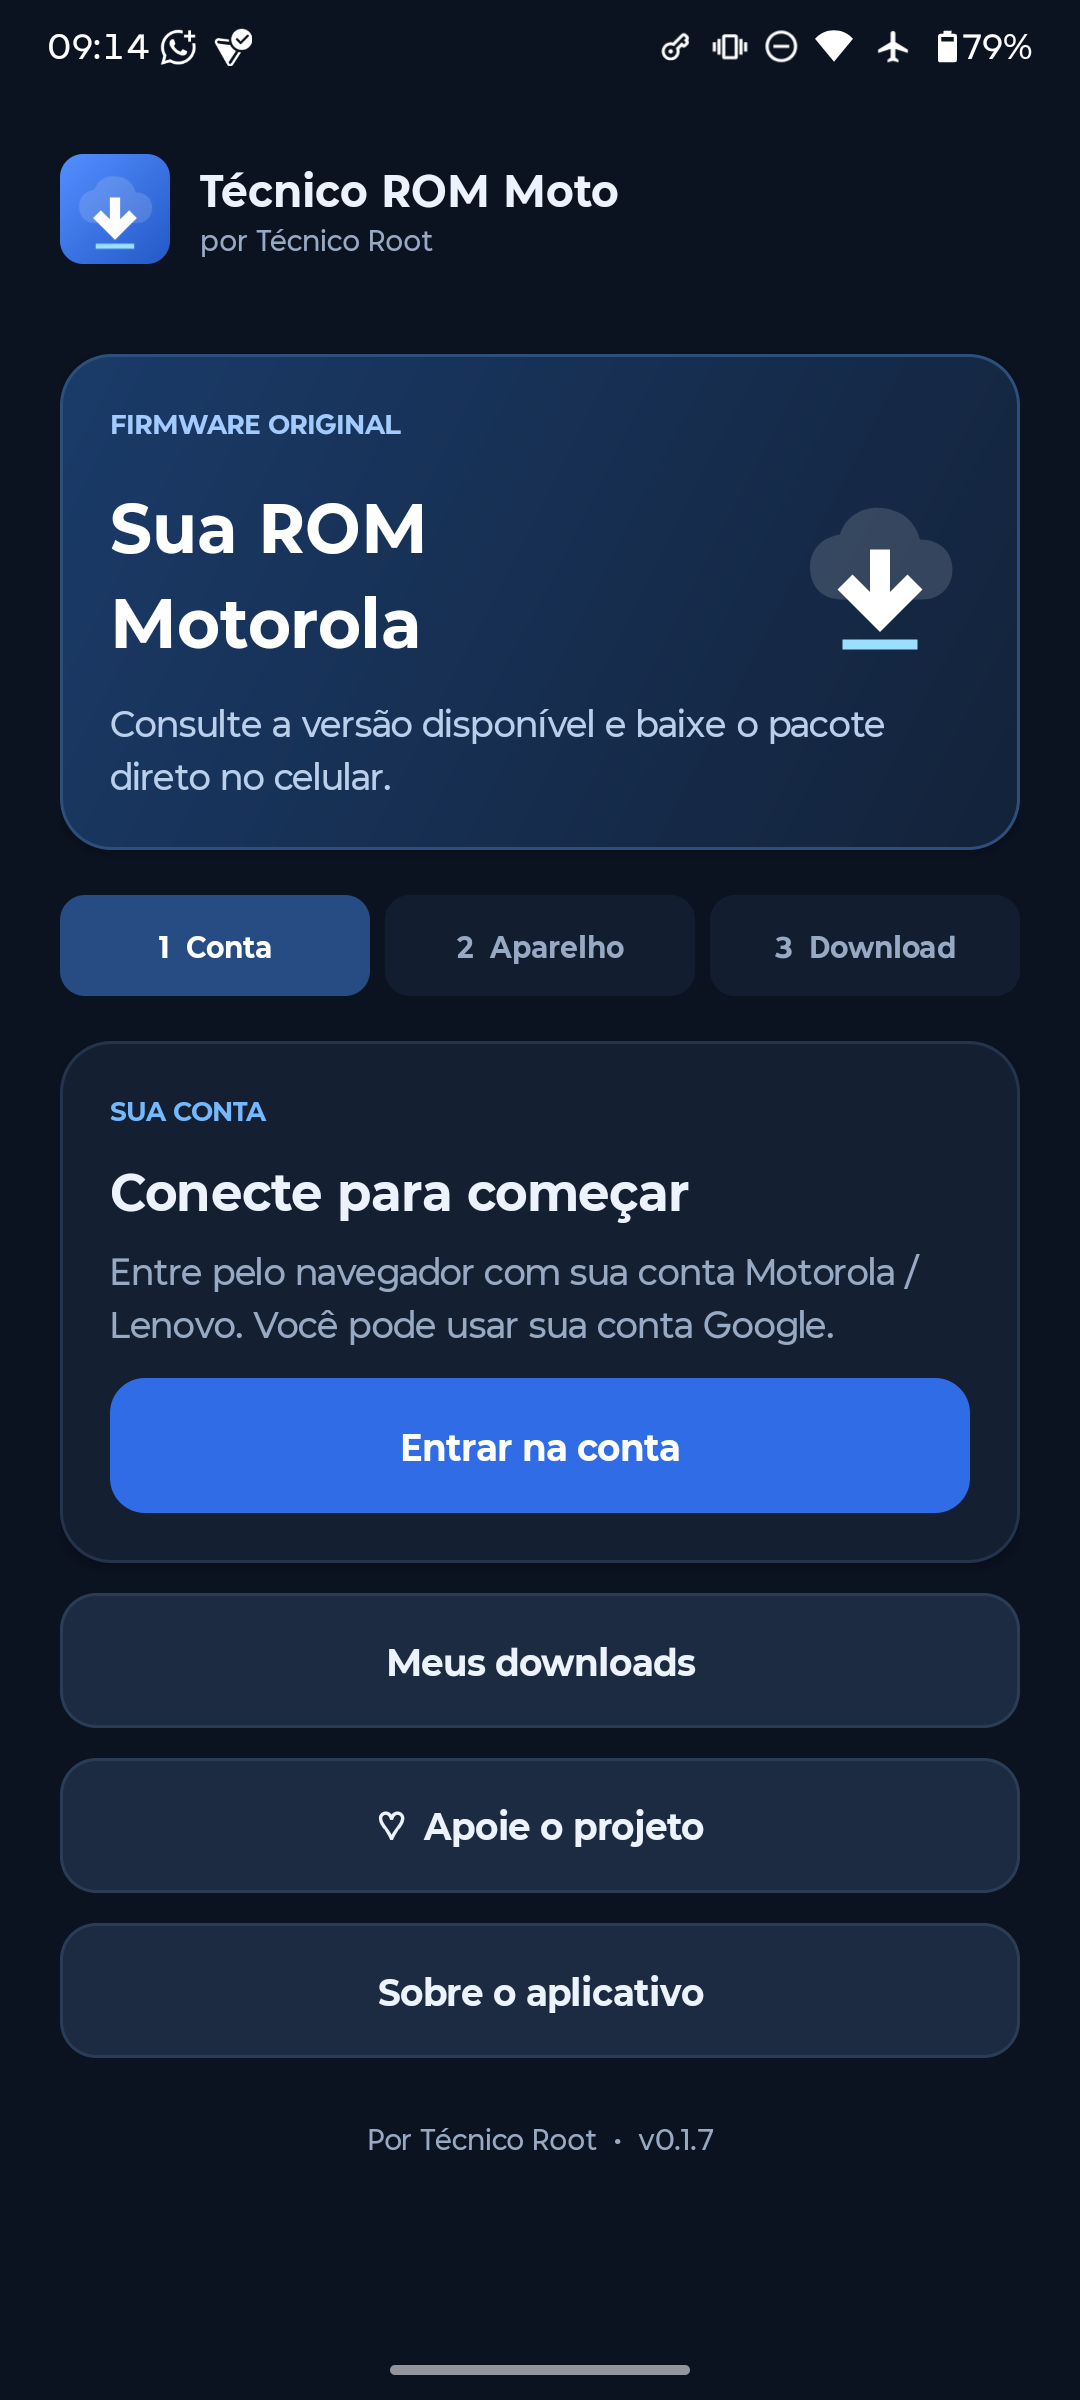 09:14
79%
Técnico ROM Moto
por Técnico Root
FIRMWARE ORIGINAL
Sua ROM
Motorola
Consulte a versão disponível e baixe o pacote
direto no celular.
1 Conta
2 Aparelho
3 Download
SUA CONTA
Conecte para começar
Entre pelo navegador com sua conta Motorola /
Lenovo. Você pode usar sua conta Google.
Entrar na conta
Meus downloads
♡ Apoie o projeto
Sobre o aplicativo
Por Técnico Root • v0.1.7